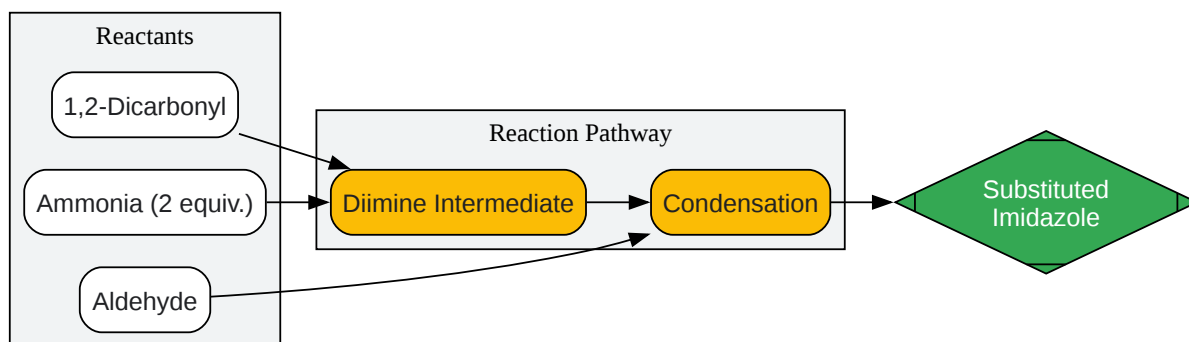 Reactants
1,2-Dicarbonyl
Ammonia (2 equiv.)
Aldehyde
Reaction Pathway
Diimine Intermediate
Condensation
Substituted
Imidazole